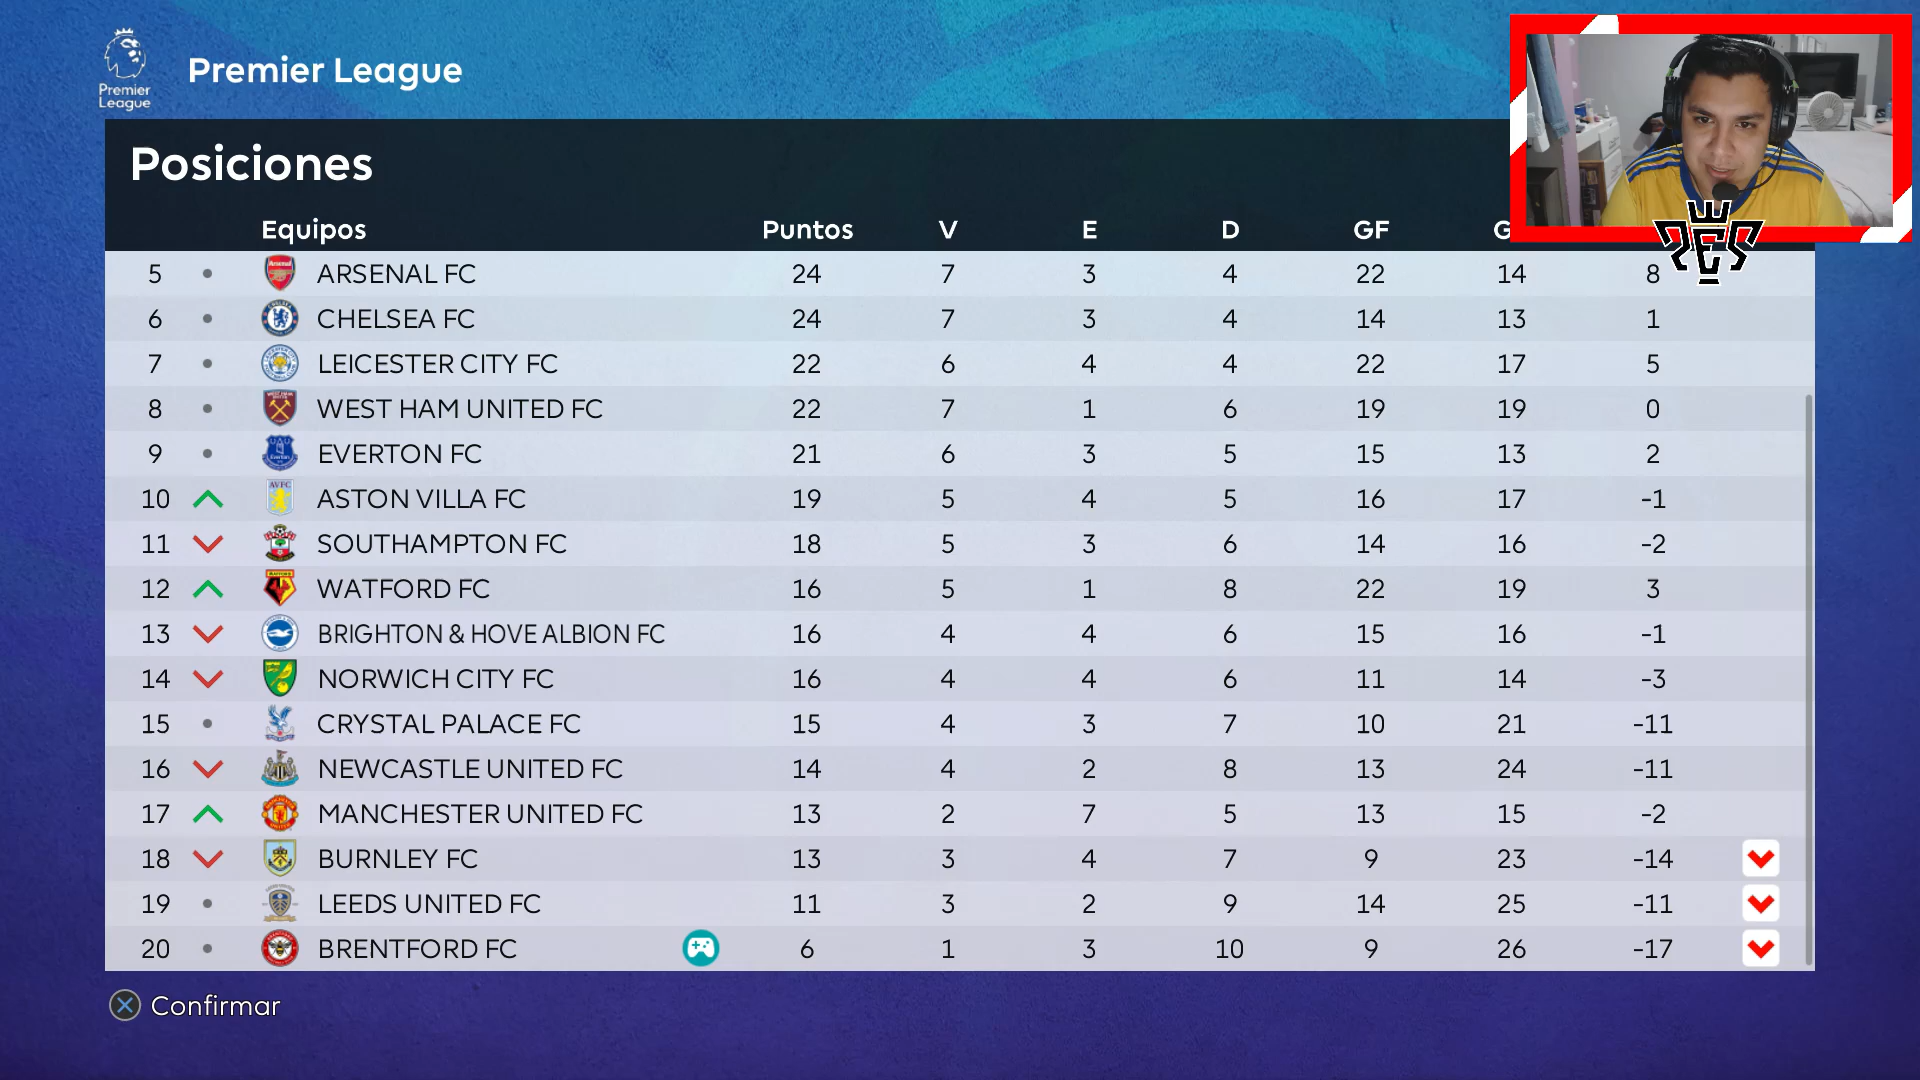 Premier League
Premier
League
Posiciones
Equipos Puntos V E D GF G
5 ARSENAL FC 24 7 3 4 22 14 8
6 CHELSEA FC 24 7 3 4 14 13 1
7 LEICESTER CITY FC 22 6 4 4 22 17 5
8 WEST HAM UNITED FC 22 7 1 6 19 19 0
9 EVERTON FC 21 6 3 5 15 13 2
10 ASTON VILLA FC 19 5 4 5 16 17 -1
11 SOUTHAMPTON FC 18 5 3 6 14 16 -2
12 WATFORD FC 16 5 1 8 22 19 3
13 BRIGHTON & HOVE ALBION FC 16 4 4 6 15 16 -1
14 NORWICH CITY FC 16 4 4 6 11 14 -3
15 CRYSTAL PALACE FC 15 4 3 7 10 21 -11
16 NEWCASTLE UNITED FC 14 4 2 8 13 24 -11
17 MANCHESTER UNITED FC 13 2 7 5 13 15 -2
18 BURNLEY FC 13 3 4 7 9 23 -14
19 LEEDS UNITED FC 11 3 2 9 14 25 -11
20 BRENTFORD FC 6 1 3 10 9 26 -17
Confirmar